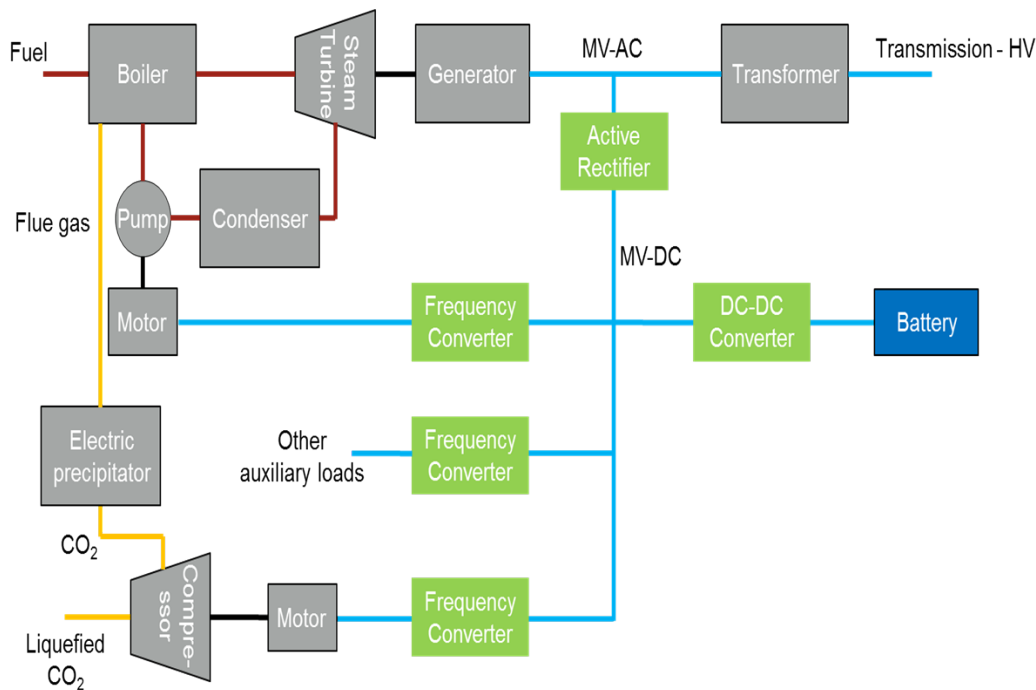 Fuel
Boiler
Steam
Turbine
Generator
MV-AC
Transformer
Transmission - HV
Active
Rectifier
Flue gas
Pump
Condenser
MV-DC
Motor
Frequency
Converter
DC-DC
Converter
Battery
Electric
precipitator
Other
auxiliary loads
Frequency
Converter
CO₂
Compre-
ssor
Motor
Frequency
Converter
Liquefied
CO₂